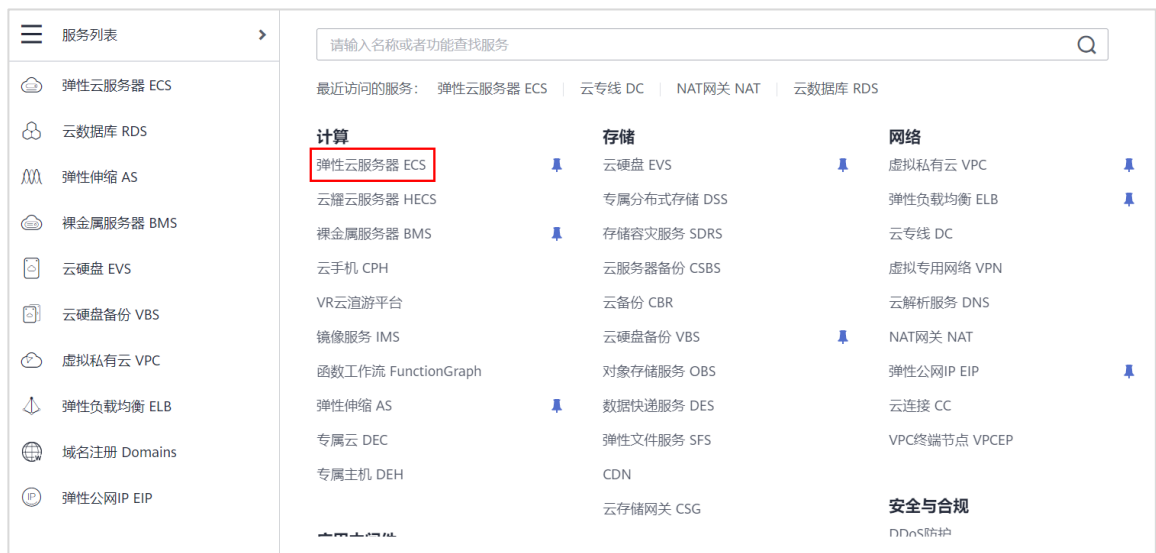 服务列表
弹性云服务器 ECS
云数据库 RDS
弹性伸缩 AS
裸金属服务器 BMS
云硬盘 EVS
云硬盘备份 VBS
虚拟私有云 VPC
弹性负载均衡 ELB
域名注册 Domains
弹性公网IP EIP
请输入名称或者功能查找服务
最近访问的服务: 弹性云服务器 ECS 云专线 DC NAT网关 NAT 云数据库 RDS
计算
弹性云服务器 ECS
云耀云服务器 HECS
裸金属服务器 BMS
云手机 CPH
VR云渲游平台
镜像服务 IMS
函数工作流 FunctionGraph
弹性伸缩 AS
专属云 DEC
专属主机 DEH
应用中间件
存储
云硬盘 EVS
专属分布式存储 DSS
存储容灾服务 SDRS
云服务器备份 CSBS
云备份 CBR
云硬盘备份 VBS
对象存储服务 OBS
数据快递服务 DES
弹性文件服务 SFS
CDN
云存储网关 CSG
网络
虚拟私有云 VPC
弹性负载均衡 ELB
云专线 DC
虚拟专用网络 VPN
云解析服务 DNS
NAT网关 NAT
弹性公网IP EIP
云连接 CC
VPC终端节点 VPCEP
安全与合规
DDoS防护